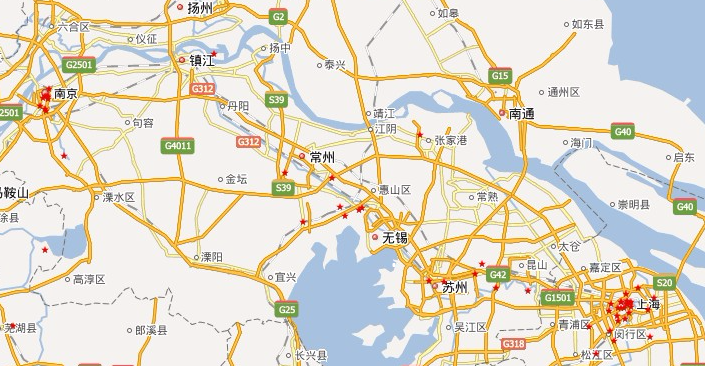 扬州
G2
如皋
如东县
六合区
仪征
扬中
G2501
镇江
泰兴
G15
南京
G312
S39
通州区
2501
丹阳
靖江
南通
句容
江阴
G40
G4011
G312
张家港
海门
常州
启东
金坛
S39
惠山区
马鞍山
溧水区
常熟
崇明县
G40
涂县
无锡
太仓
溧阳
昆山
嘉定区
高淳区
宜兴
G42
苏州
S20
G1501
上海
G25
芜湖县
郎溪县
吴江区
青浦区
闵行区
G318
长兴县
松江区